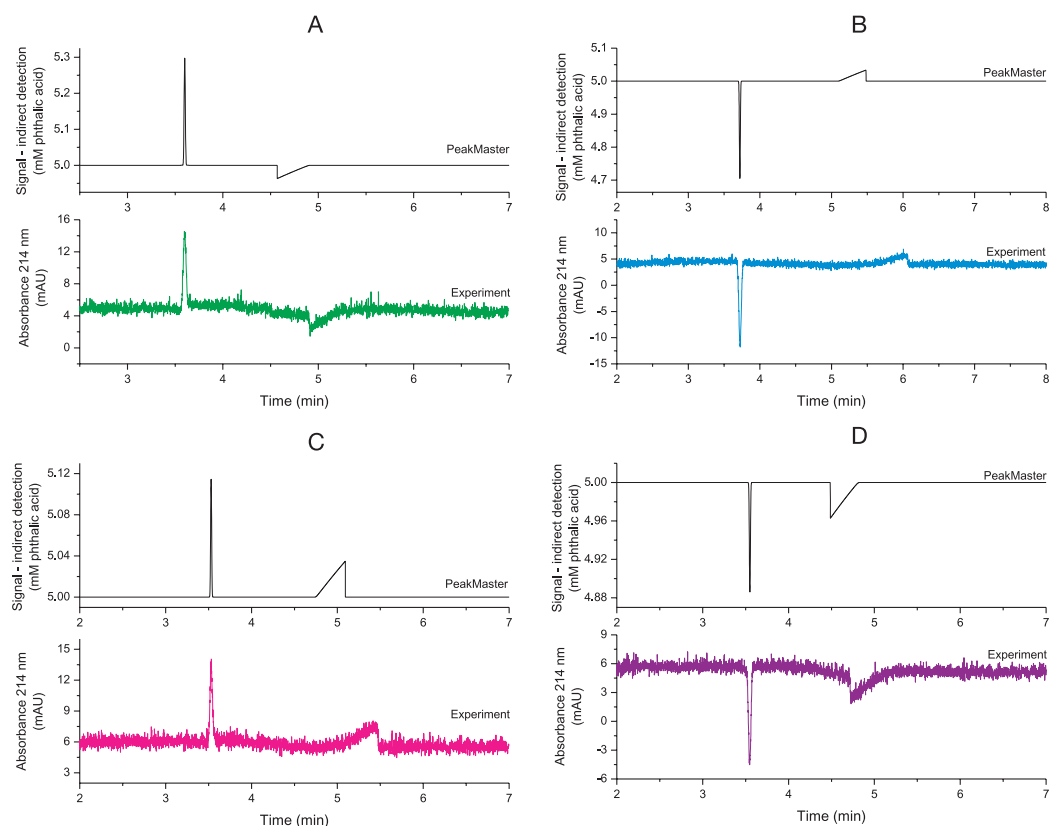 A
Signal - indirect detection
(mM phthalic acid)
5.3
5.2
5.1
5.0
PeakMaster
3 4 5 6 7
Absorbance 214 nm
(mAU)
16
12
8
4
0
Experiment
3 4 5 6 7
Time (min)
B
Signal - indirect detection
(mM phthalic acid)
5.1
5.0
4.9
4.8
4.7
PeakMaster
2 3 4 5 6 7 8
Absorbance 214 nm
(mAU)
10
5
0
-5
-10
-15
Experiment
2 3 4 5 6 7 8
Time (min)
C
Signal - indirect detection
(mM phthalic acid)
5.12
5.08
5.04
5.00
PeakMaster
2 3 4 5 6 7
Absorbance 214 nm
(mAU)
15
12
9
6
3
Experiment
2 3 4 5 6 7
Time (min)
D
Signal - indirect detection
(mM phthalic acid)
5.00
4.96
4.92
4.88
PeakMaster
2 3 4 5 6 7
Absorbance 214 nm
(mAU)
9
6
3
0
-3
-6
Experiment
2 3 4 5 6 7
Time (min)